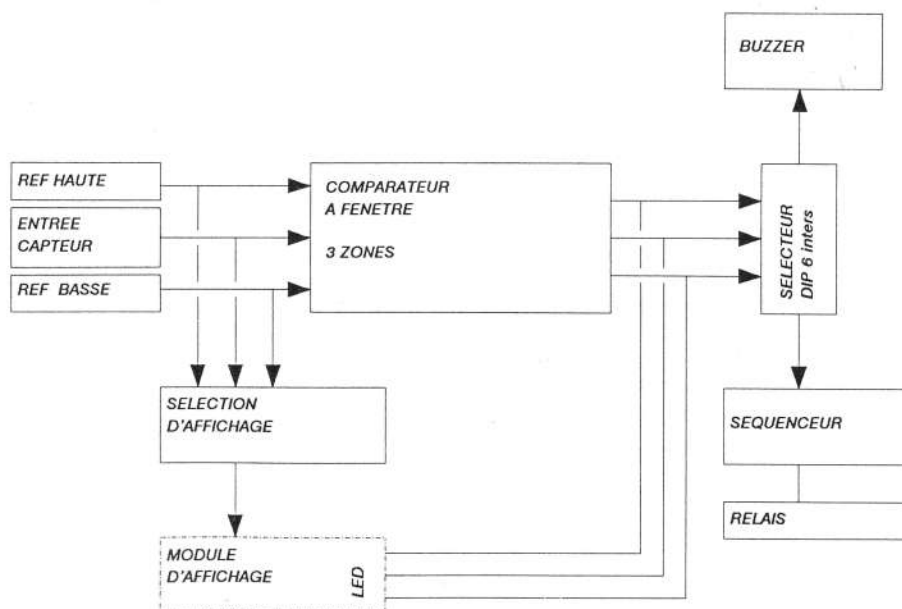 BUZZER
REF HAUTE
ENTREE
CAPTEUR
REF BASSE
COMPARATEUR
A FENETRE
3 ZONES
SELECTEUR
DIP 6 inters
SELECTION
D'AFFICHAGE
SEQUENCEUR
RELAIS
MODULE
D'AFFICHAGE
LED